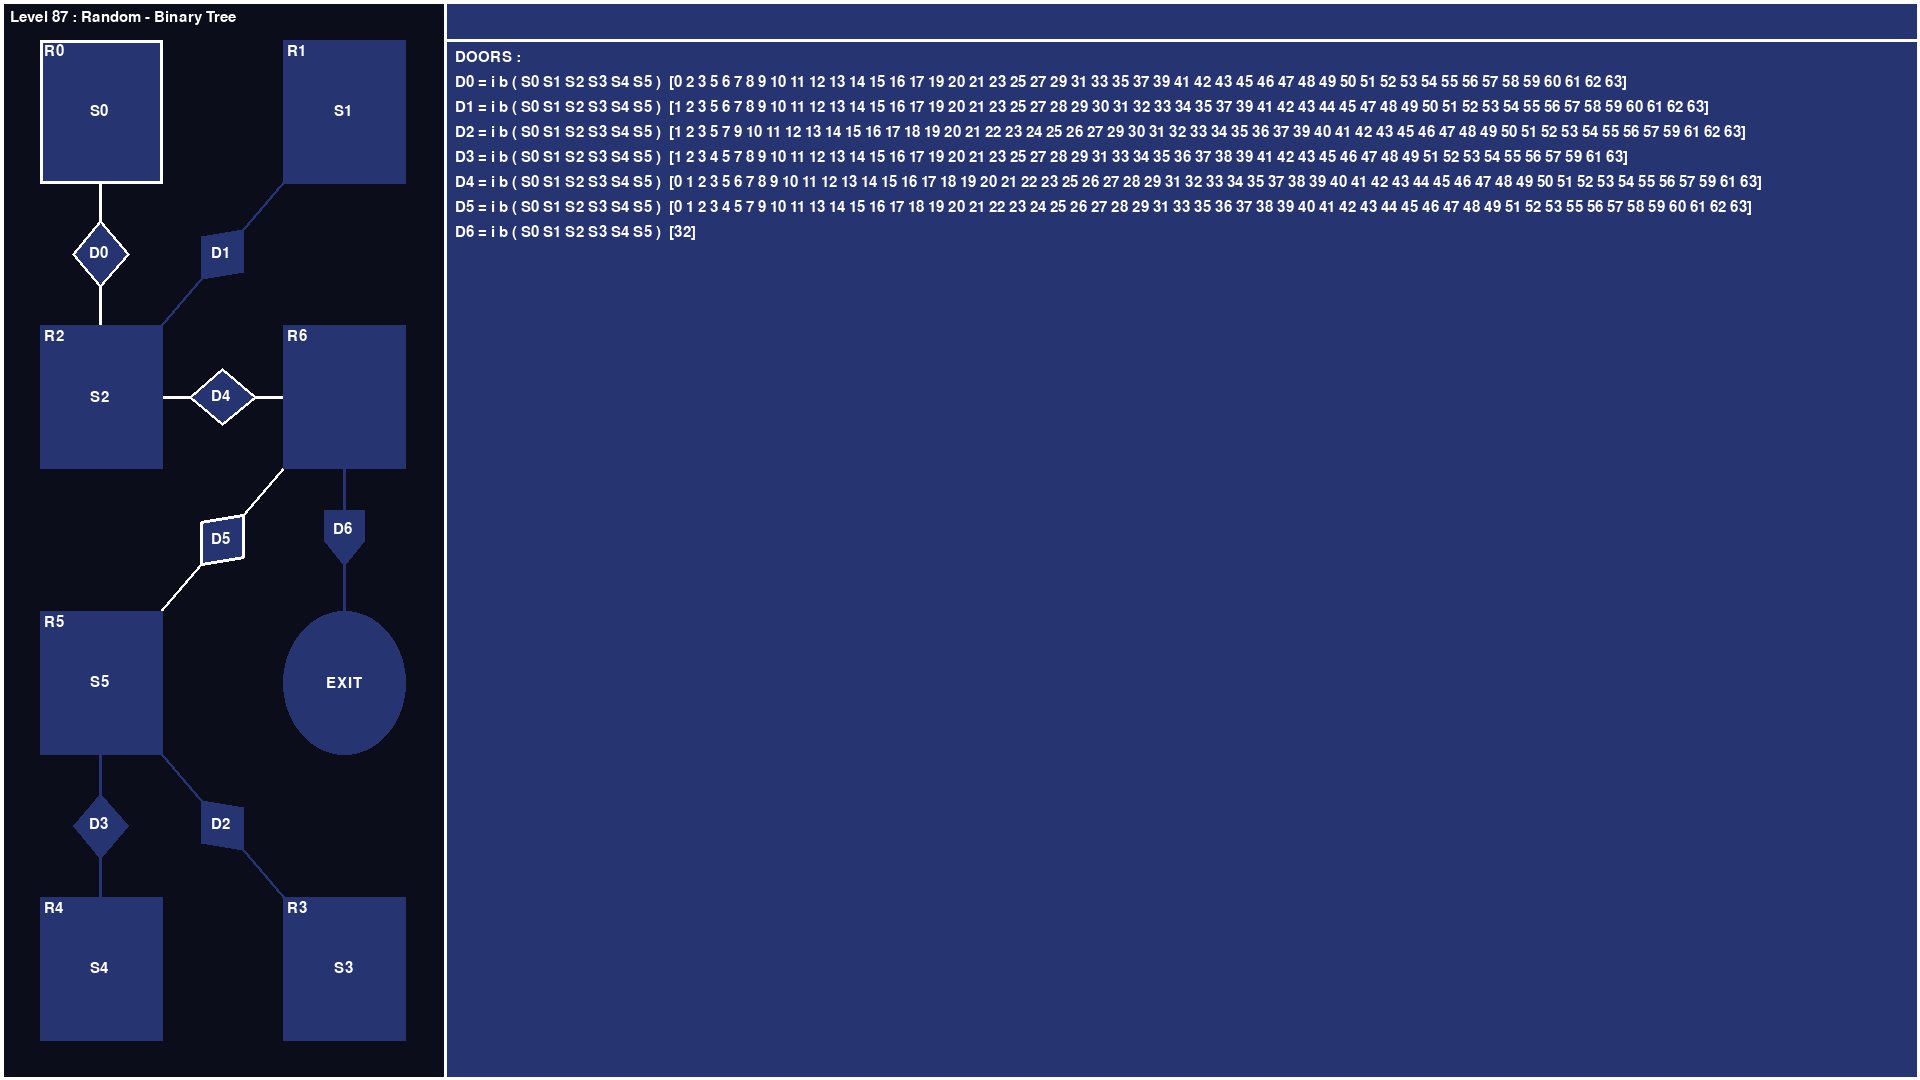 Level 87 : Random - Binary Tree
R0
S0
R1
S1
D0
D1
R2
S2
D4
R6
D5
D6
R5
S5
EXIT
D3
D2
R4
S4
R3
S3
DOORS :
D0 = i b ( S0 S1 S2 S3 S4 S5 ) [0 2 3 5 6 7 8 9 10 11 12 13 14 15 16 17 19 20 21 23 25 27 29 31 33 35 37 39 41 42 43 45 46 47 48 49 50 51 52 53 54 55 56 57 58 59 60 61 62 63]
D1 = i b ( S0 S1 S2 S3 S4 S5 ) [1 2 3 5 6 7 8 9 10 11 12 13 14 15 16 17 19 20 21 23 25 27 28 29 30 31 32 33 34 35 37 39 41 42 43 44 45 47 48 49 50 51 52 53 54 55 56 57 58 59 60 61 62 63]
D2 = i b ( S0 S1 S2 S3 S4 S5 ) [1 2 3 5 7 9 10 11 12 13 14 15 16 17 18 19 20 21 22 23 24 25 26 27 29 30 31 32 33 34 35 36 37 39 40 41 42 43 45 46 47 48 49 50 51 52 53 54 55 56 57 59 61 62 63]
D3 = i b ( S0 S1 S2 S3 S4 S5 ) [1 2 3 4 5 7 8 9 10 11 12 13 14 15 16 17 19 20 21 23 25 27 28 29 31 33 34 35 36 37 38 39 41 42 43 45 46 47 48 49 51 52 53 54 55 56 57 59 61 63]
D4 = i b ( S0 S1 S2 S3 S4 S5 ) [0 1 2 3 5 6 7 8 9 10 11 12 13 14 15 16 17 18 19 20 21 22 23 25 26 27 28 29 31 32 33 34 35 37 38 39 40 41 42 43 44 45 46 47 48 49 50 51 52 53 54 55 56 57 59 61 63]
D5 = i b ( S0 S1 S2 S3 S4 S5 ) [0 1 2 3 4 5 7 9 10 11 13 14 15 16 17 18 19 20 21 22 23 24 25 26 27 28 29 31 33 35 36 37 38 39 40 41 42 43 44 45 46 47 48 49 51 52 53 55 56 57 58 59 60 61 62 63]
D6 = i b ( S0 S1 S2 S3 S4 S5 ) [32]